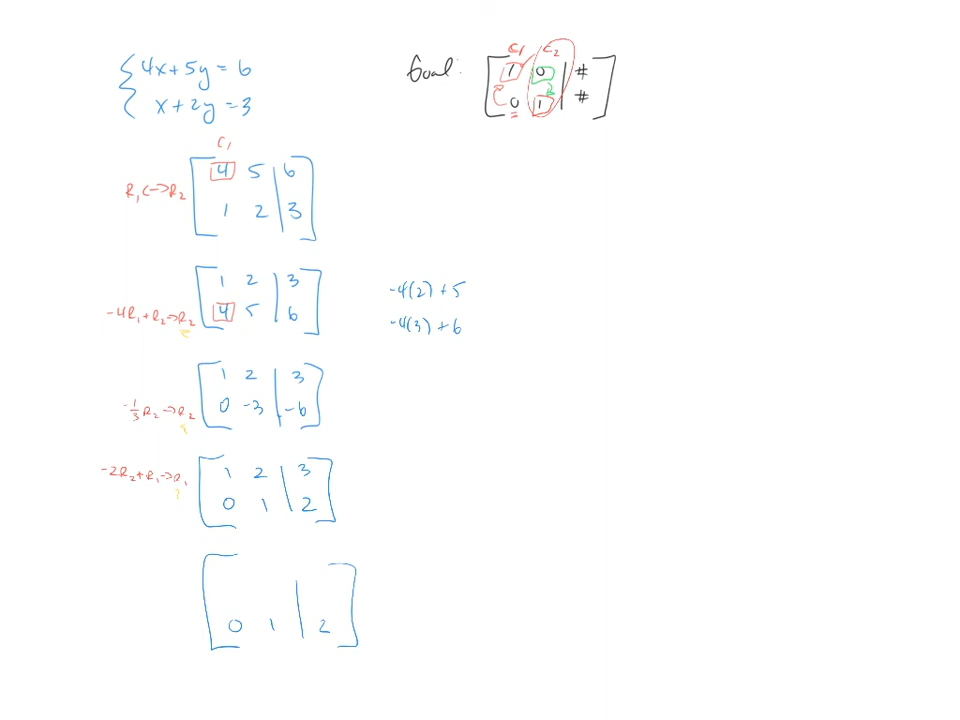 4x+5y=6
x+2y=3
Goal:
C₁ C₂
1 0 | #
0 1 | #
C₁
4 5 | 6
R₁<->R₂
1 2 | 3
1 2 | 3
-4(2)+5
-4R₁+R₂->R₂
4 5 | 6
-4(3)+6
1 2 | 3
-1/3R₂->R₂
0 -3 | -6
-2R₂+R₁->R₁
1 2 | 3
0 1 | 2
0 1 | 2